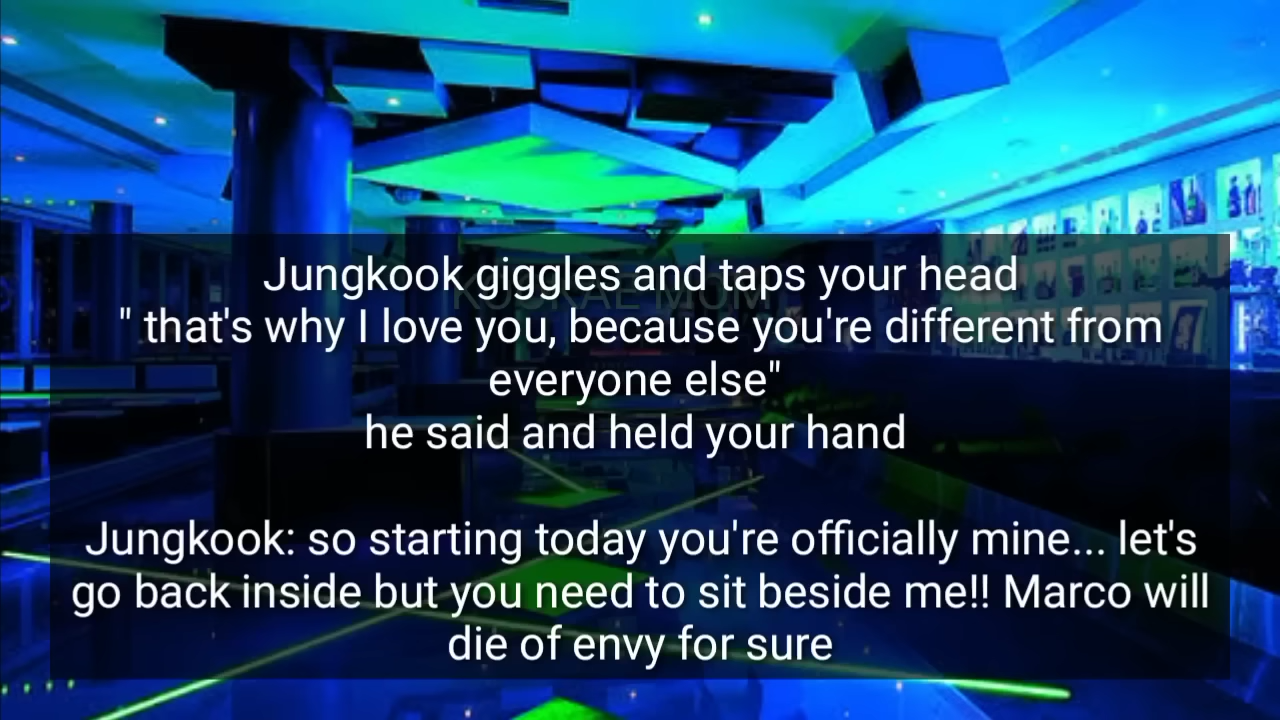 Jungkook giggles and taps your head
" that's why I love you, because you're different from
everyone else"
he said and held your hand
Jungkook: so starting today you're officially mine... let's
go back inside but you need to sit beside me!! Marco will
die of envy for sure